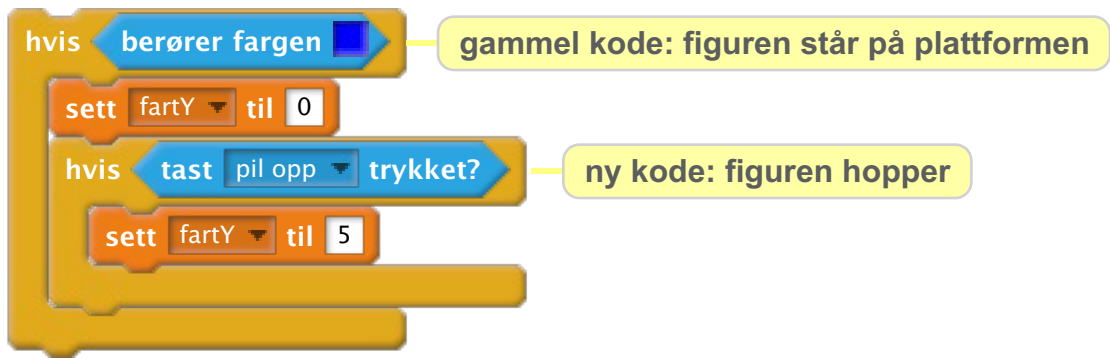 hvis berører fargen gammel kode: figuren står på plattformen
sett fartY til 0
hvis tast pil opp trykket? ny kode: figuren hopper
sett fartY til 5